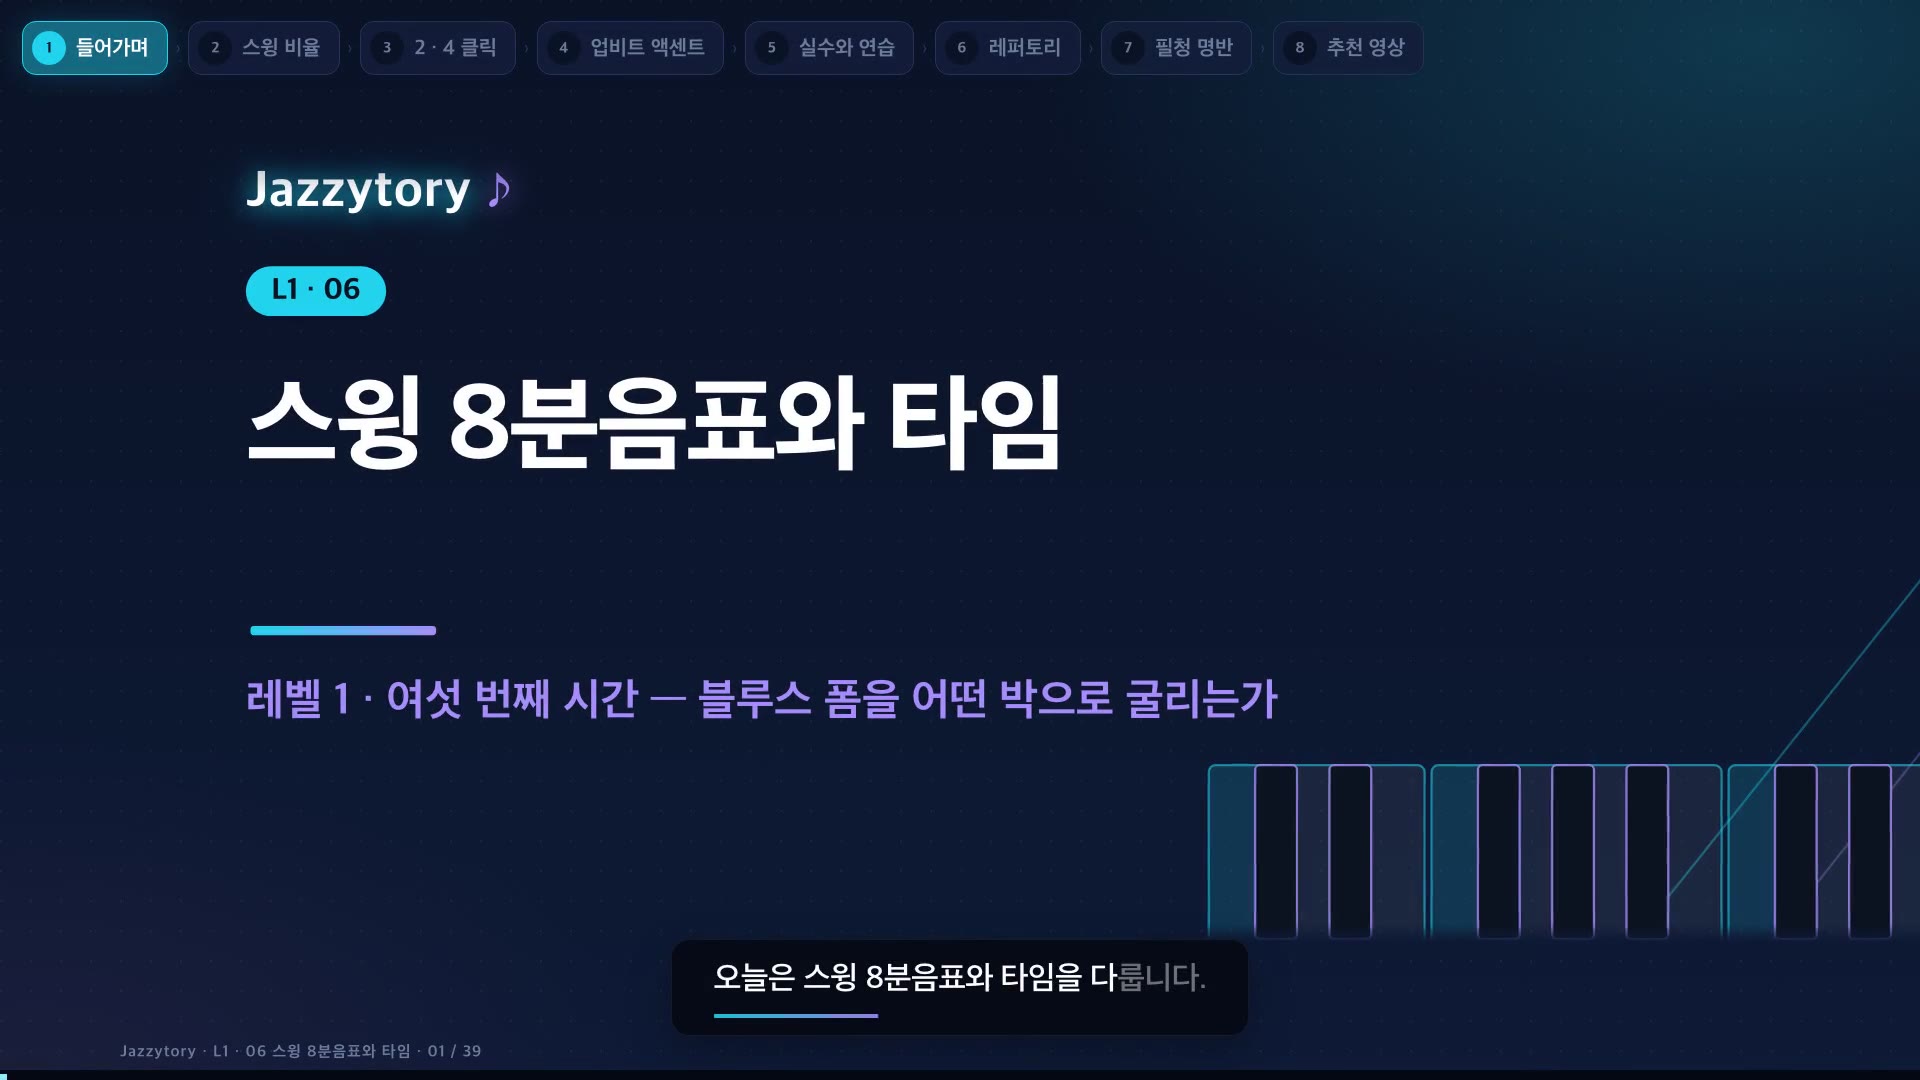 1 들어가며 › 2 스윙 비율 › 3 2 · 4 클릭 › 4 업비트 액센트 › 5 실수와 연습 › 6 레퍼토리 › 7 필청 명반 › 8 추천 영상
Jazzytory ♪
L1 · 06
스윙 8분음표와 타임
레벨 1 · 여섯 번째 시간 — 블루스 폼을 어떤 박으로 굴리는가
오늘은 스윙 8분음표와 타임을 다룹니다.
Jazzytory · L1 · 06 스윙 8분음표와 타임 · 01 / 39